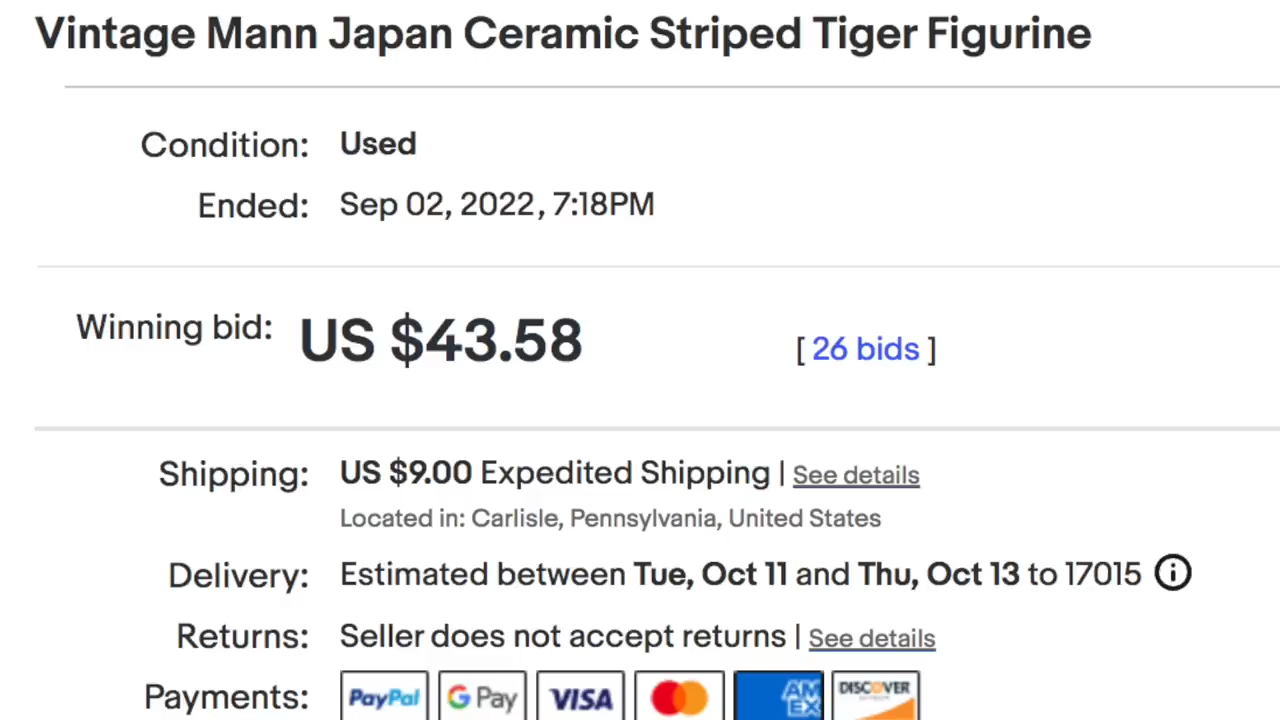 Vintage Mann Japan Ceramic Striped Tiger Figurine
Condition: Used
Ended: Sep 02, 2022, 7:18PM
Winning bid: US $43.58 [ 26 bids ]
Shipping: US $9.00 Expedited Shipping | See details
Located in: Carlisle, Pennsylvania, United States
Delivery: Estimated between Tue, Oct 11 and Thu, Oct 13 to 17015
Returns: Seller does not accept returns | See details
Payments: PayPal G Pay VISA AM EX DISCOVER